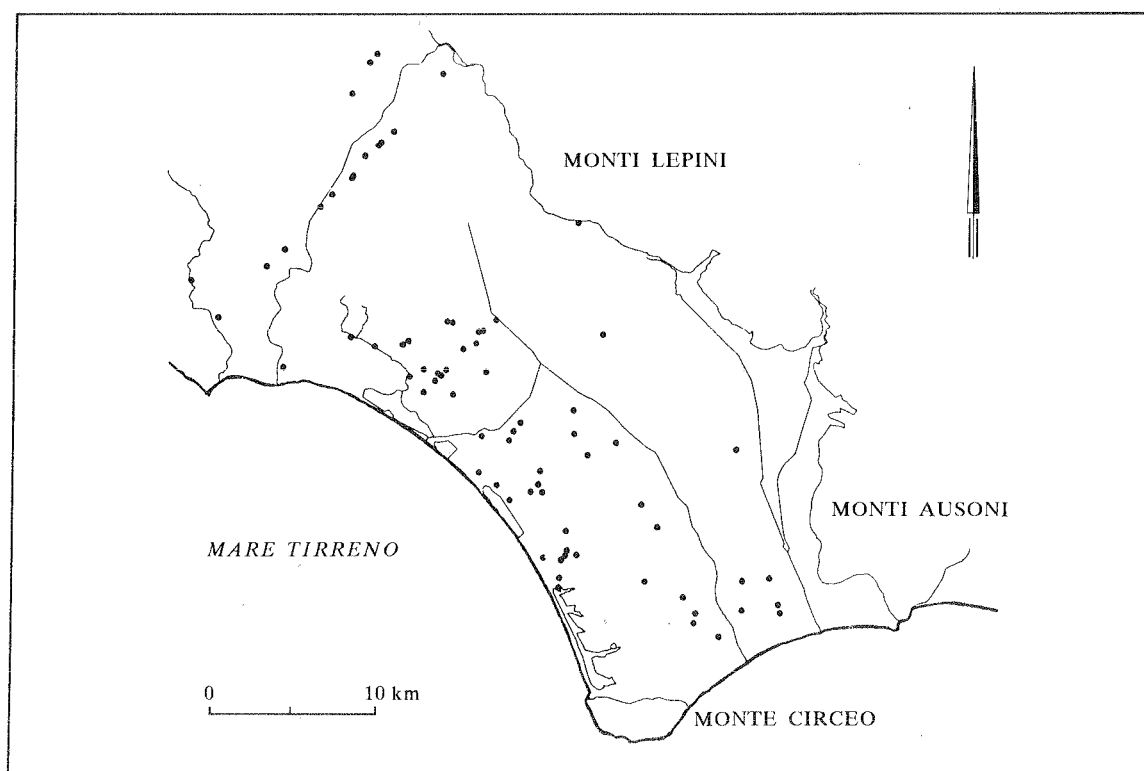 MONTI LEPINI
MONTI AUSONI
MARE TIRRENO
0 10 km
MONTE CIRCEO